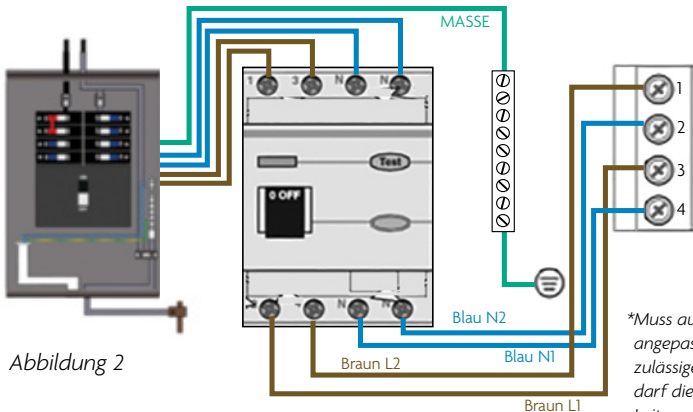 MASSE
1 3 N N
1
2
3
4
Test
0 OFF
N N
Blau N2
Blau N1
Braun L2
Braun L1
Abbildung 2
*Muss au
angepas
zulässige
darf die